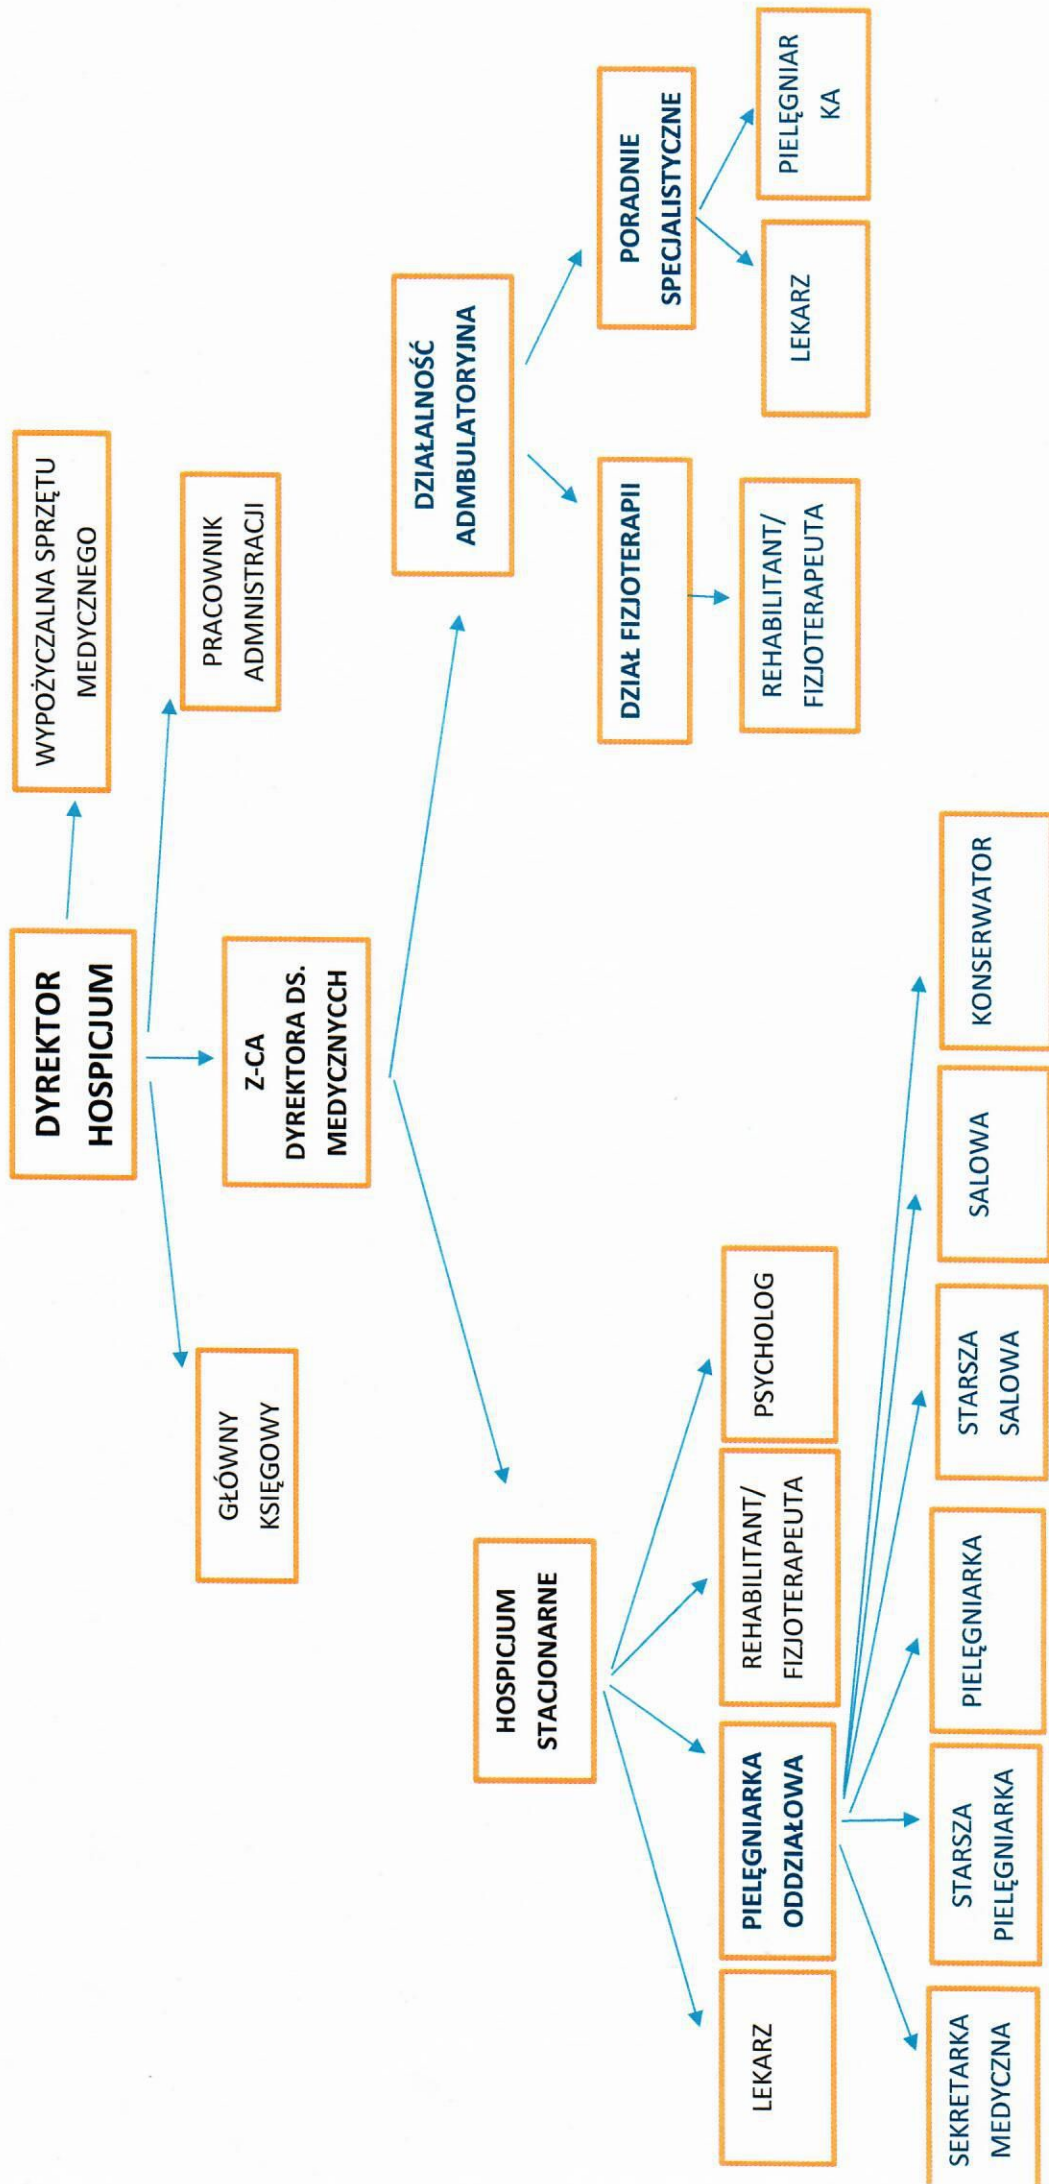 DYREKTOR
HOSPICJUM
WYPOŻYCZALNA SPRZĘTU
MEDYCZNEGO
GŁÓWNY
KSIĘGOWY
Z-CA
DYREKTORA DS.
MEDYCZNYCCH
PRACOWNIK
ADMNISTRACJI
HOSPICJUM
STACJONARNE
DZIAŁALNOŚĆ
ADMBULATORYJNA
LEKARZ
PIELĘGNIARKA
ODDZIAŁOWA
REHABILITANT/
FIZJOTERAPEUTA
PSYCHOLOG
DZIAŁ FIZJOTERAPII
PORADNIE
SPECJALISTYCZNE
REHABILITANT/
FIZJOTERAPEUTA
LEKARZ
PIELĘGNIAR
KA
SEKRETARKA
MEDYCZNA
STARSZA
PIELĘGNIARKA
PIELĘGNIARKA
STARSZA
SALOWA
SALOWA
KONSERWATOR